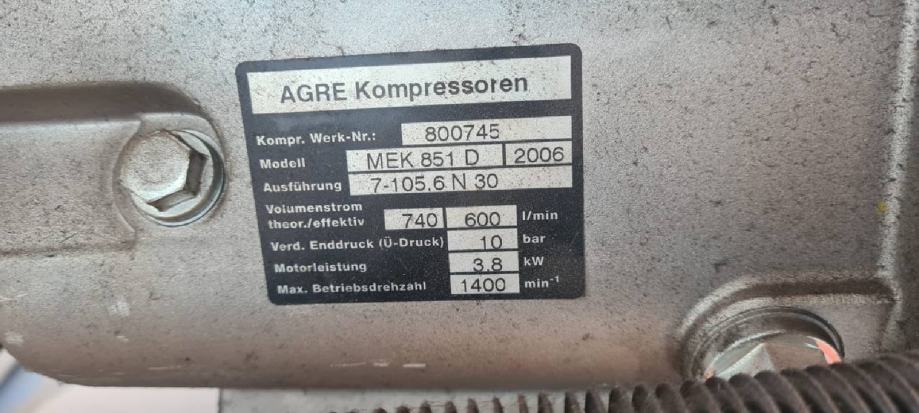 AGRE Kompressoren
Kompr. Werk-Nr.: 800745
Modell MEK 851 D 2006
Ausführung 7-105.6 N 30
Volumenstrom
theor./effektiv 740 600 l/min
Verd. Enddruck (Ü-Druck) 10 bar
Motorleistung 3.8 kW
Max. Betriebsdrehzahl 1400 min⁻¹